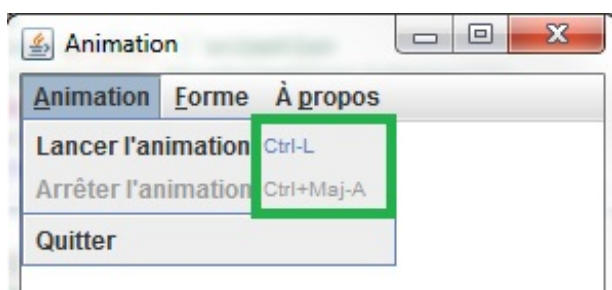 Animation
Animation Forme À propos
Lancer l'animation Ctrl-L
Arrêter l'animation Ctrl+Maj-A
Quitter